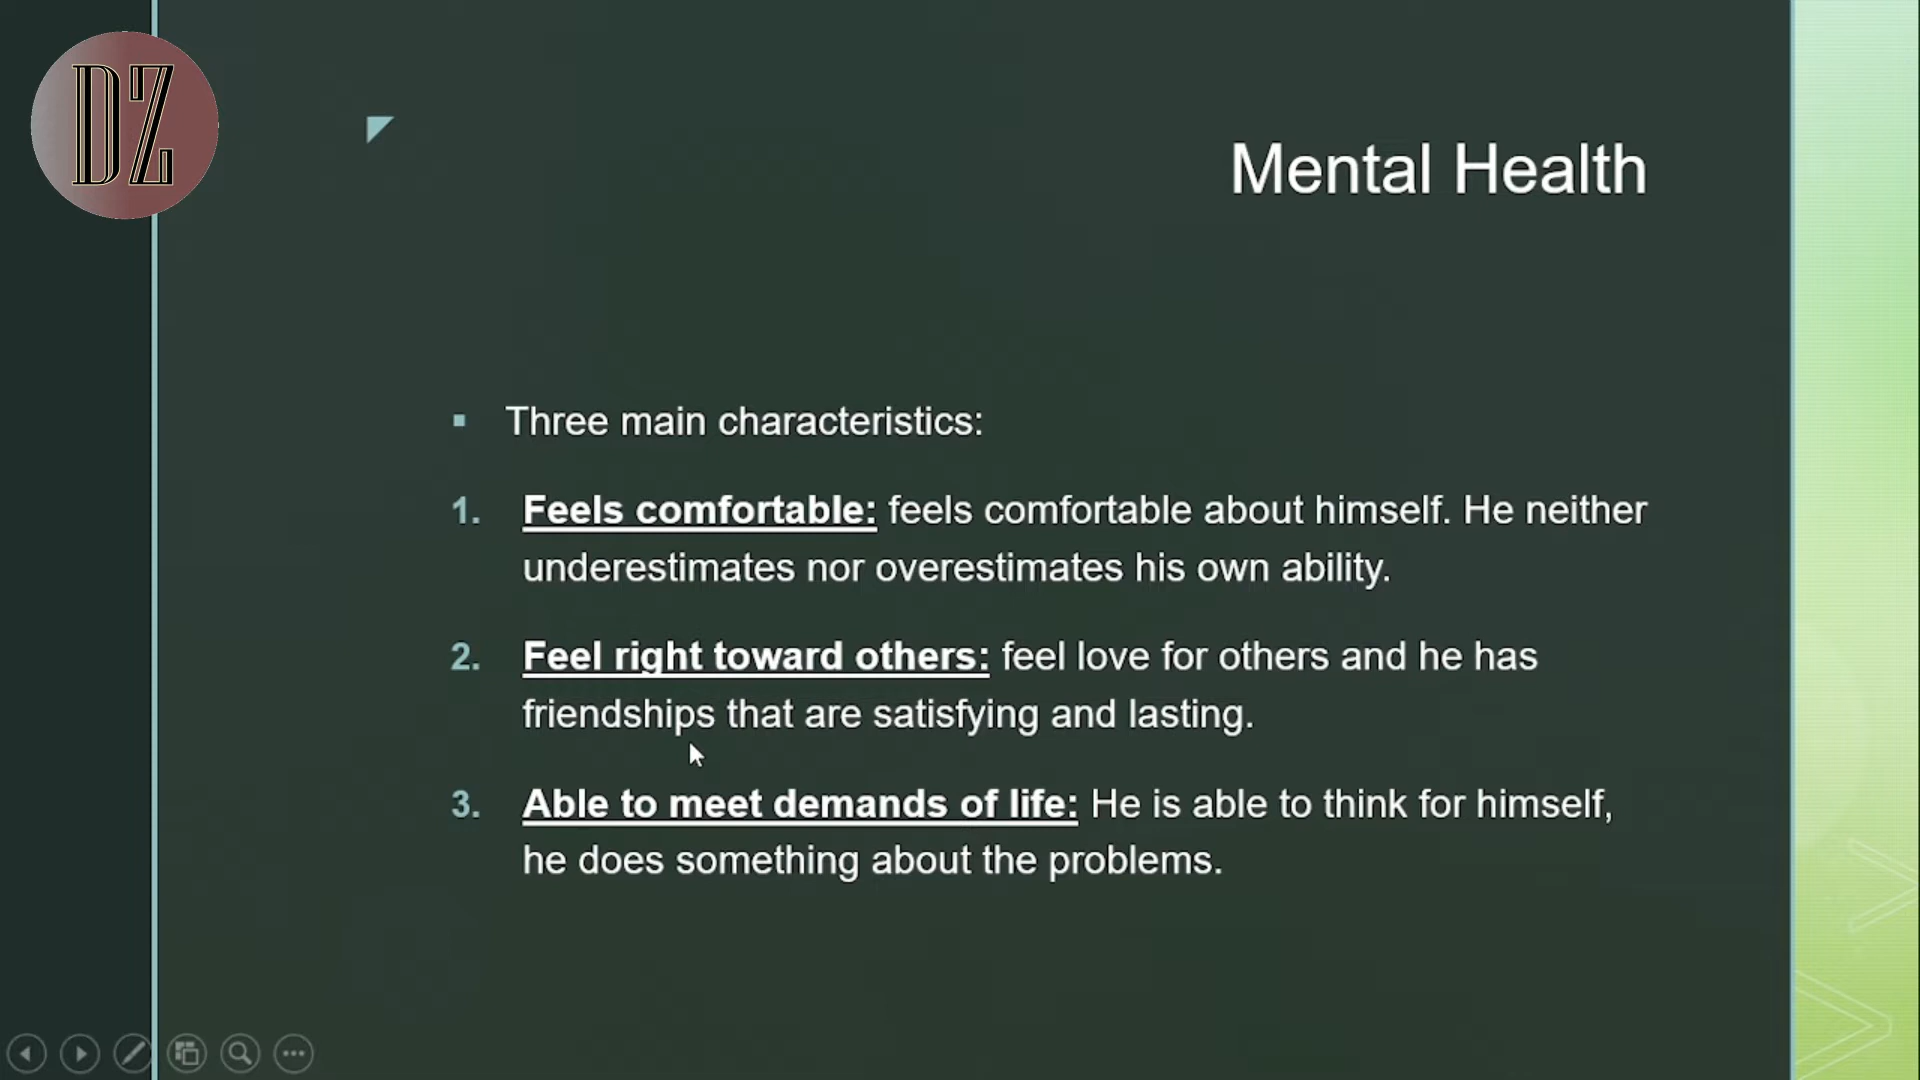 DZ
Mental Health
▪ Three main characteristics:
1. Feels comfortable: feels comfortable about himself. He neither
underestimates nor overestimates his own ability.
2. Feel right toward others: feel love for others and he has
friendships that are satisfying and lasting.
3. Able to meet demands of life: He is able to think for himself,
he does something about the problems.